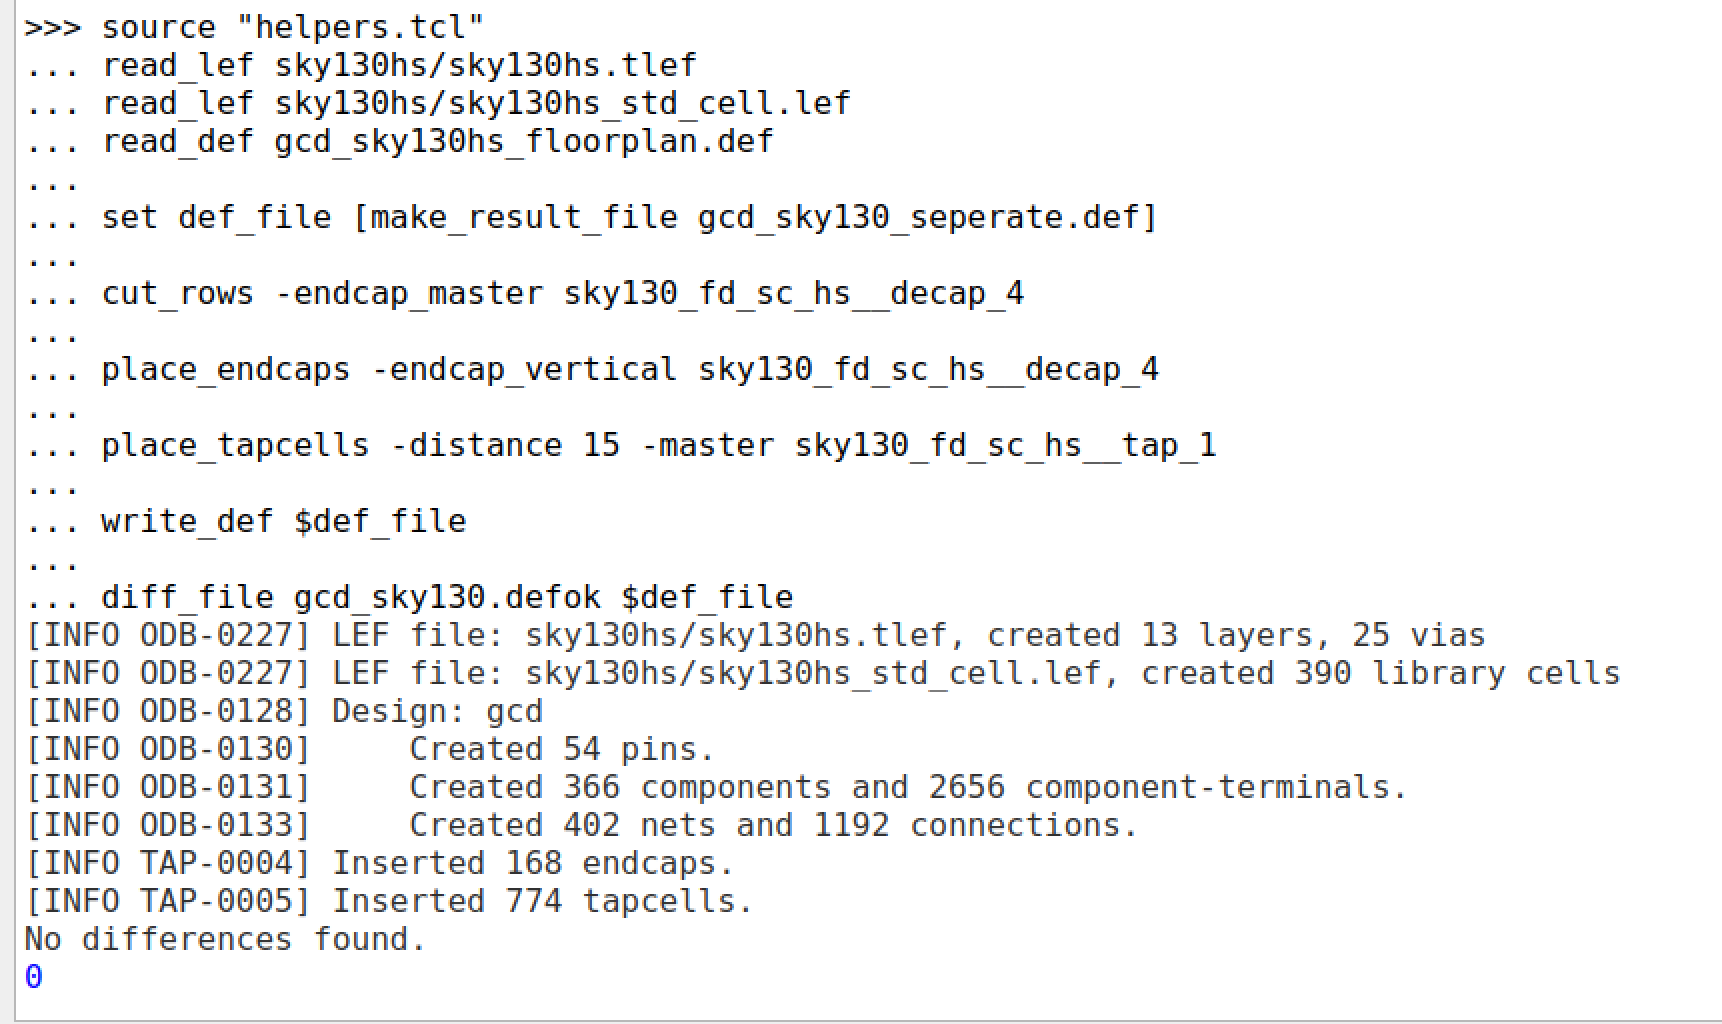 >>> source "helpers.tcl"
... read_lef sky130hs/sky130hs.tlef
... read_lef sky130hs/sky130hs_std_cell.lef
... read_def gcd_sky130hs_floorplan.def
...
... set def_file [make_result_file gcd_sky130_seperate.def]
...
... cut_rows -endcap_master sky130_fd_sc_hs__decap_4
...
... place_endcaps -endcap_vertical sky130_fd_sc_hs__decap_4
...
... place_tapcells -distance 15 -master sky130_fd_sc_hs__tap_1
...
... write_def $def_file
...
... diff_file gcd_sky130.defok $def_file
[INFO ODB-0227] LEF file: sky130hs/sky130hs.tlef, created 13 layers, 25 vias
[INFO ODB-0227] LEF file: sky130hs/sky130hs_std_cell.lef, created 390 library cells
[INFO ODB-0128] Design: gcd
[INFO ODB-0130]     Created 54 pins.
[INFO ODB-0131]     Created 366 components and 2656 component-terminals.
[INFO ODB-0133]     Created 402 nets and 1192 connections.
[INFO TAP-0004] Inserted 168 endcaps.
[INFO TAP-0005] Inserted 774 tapcells.
No differences found.
0